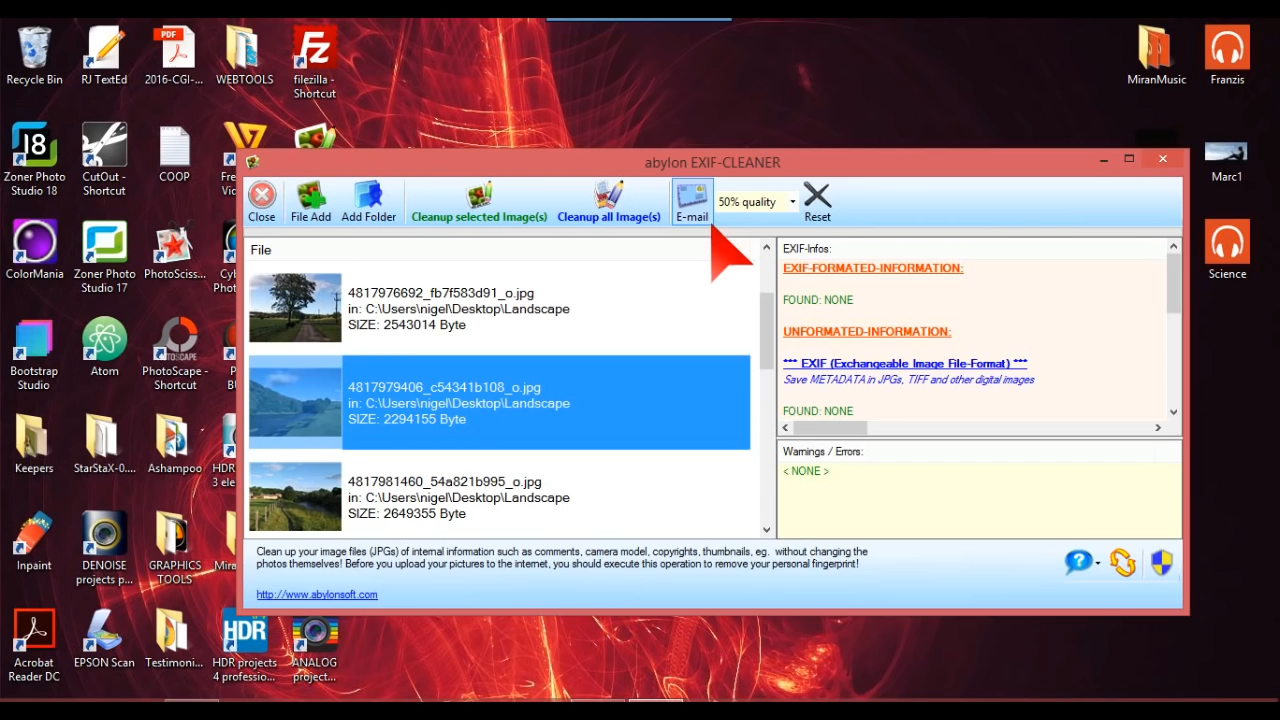 Recycle Bin
RJ TextEd
PDF
2016-CGI-...
WEBTOOLS
Fz
filezilla -
Shortcut
MiranMusic
Franzis
18
Zoner Photo
Studio 18
CutOut -
Shortcut
COOP
Marc1
ColorMania
Zoner Photo
Studio 17
PhotoSciss...
Science
Bootstrap
Studio
Atom
PhotoScape -
Shortcut
Keepers
StarStaX-0....
Ashampoo
Inpaint
DENOISE
projects p...
GRAPHICS
TOOLS
Acrobat
Reader DC
EPSON Scan
Testimoni...
HDR
HDR projects
4 professio...
ANALOG
project...
abylon EXIF-CLEANER
Close
File Add
Add Folder
Cleanup selected Image(s)
Cleanup all Image(s)
E-mail
50% quality
Reset
File
4817976692_fb7f583d91_o.jpg
in: C:\Users\nigel\Desktop\Landscape
SIZE: 2543014 Byte
4817979406_c54341b108_o.jpg
in: C:\Users\nigel\Desktop\Landscape
SIZE: 2294155 Byte
4817981460_54a821b995_o.jpg
in: C:\Users\nigel\Desktop\Landscape
SIZE: 2649355 Byte
EXIF-Infos:
EXIF-FORMATED-INFORMATION:
FOUND: NONE
UNFORMATED-INFORMATION:
*** EXIF (Exchangeable Image File-Format) ***
Save METADATA in JPGs, TIFF and other digital images
FOUND: NONE
Warnings / Errors:
< NONE >
Clean up your image files (JPGs) of internal information such as comments, camera model, copyrights, thumbnails, eg. without changing the
photos themselves! Before you upload your pictures to the internet, you should execute this operation to remove your personal fingerprint!
http://www.abylonsoft.com